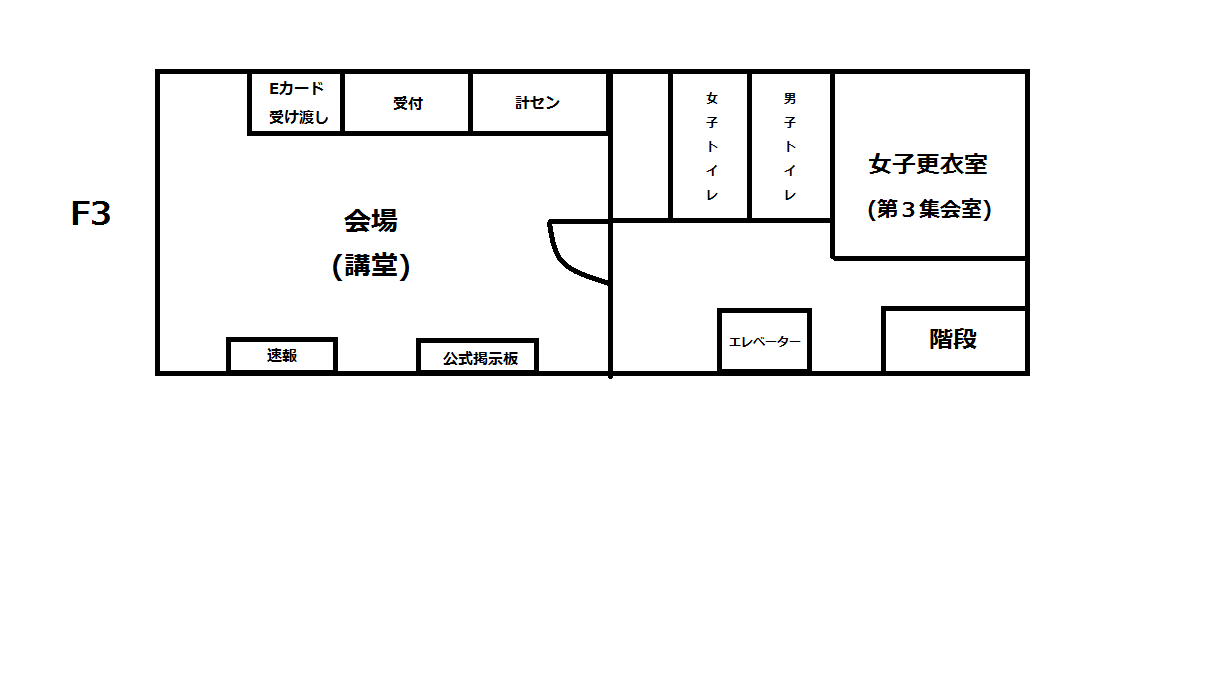 F3
Eカード
受け渡し
受付
計セン
女子トイレ
男子トイレ
女子更衣室
(第３集会室)
会場
(講堂)
速報
公式掲示板
エレベーター
階段